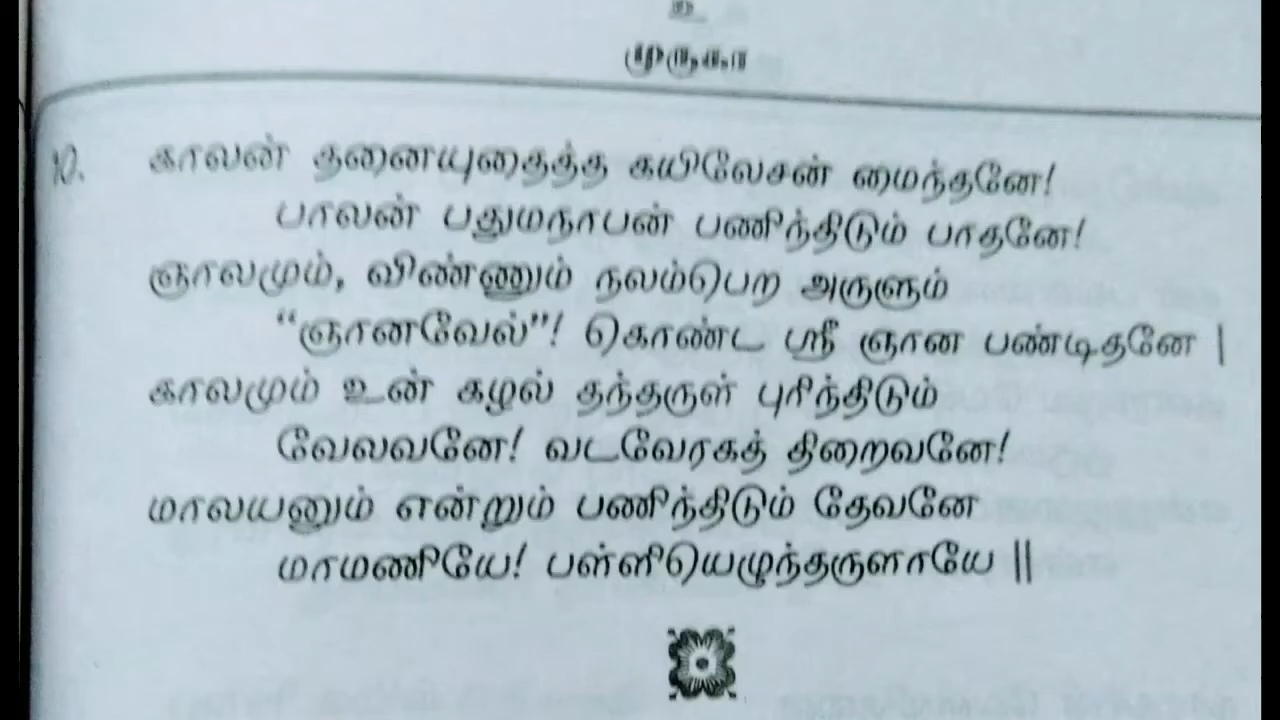 உ
முருகா
10. காலன் தனையுதைத்த கயிலேசன் மைந்தனே!
பாலன் பதுமநாபன் பணிந்திடும் பாதனே!
ஞாலமும், விண்ணும் நலம்பெற அருளும்
“ஞானவேல்”! கொண்ட ஸ்ரீ ஞான பண்டிதனே |
காலமும் உன் கழல் தந்தருள் புரிந்திடும்
வேலவனே! வடவேரகத் திறைவனே!
மாலயனும் என்றும் பணிந்திடும் தேவனே
மாமணியே! பள்ளியெழுந்தருளாயே ||